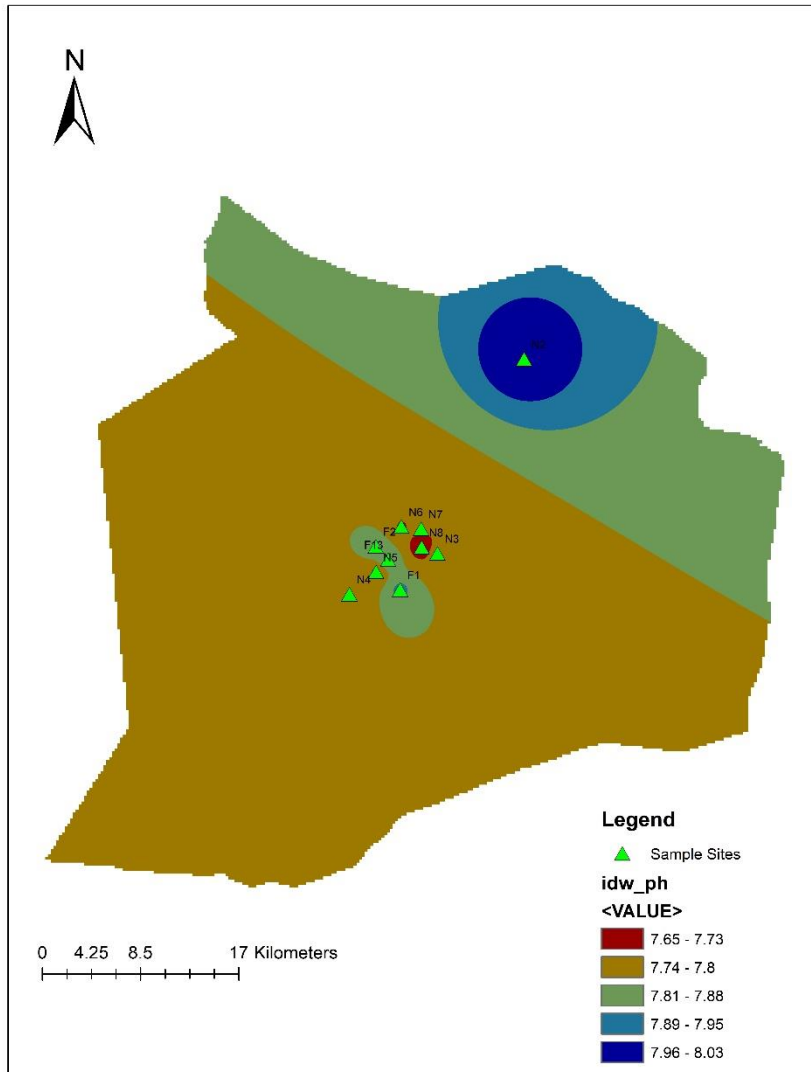 N
N6 N7
F2 N8
F13 N3
N5
N4 F1
Legend
Sample Sites
idw_ph
<VALUE>
7.65 - 7.73
7.74 - 7.8
7.81 - 7.88
7.89 - 7.95
7.96 - 8.03
0 4.25 8.5 17 Kilometers